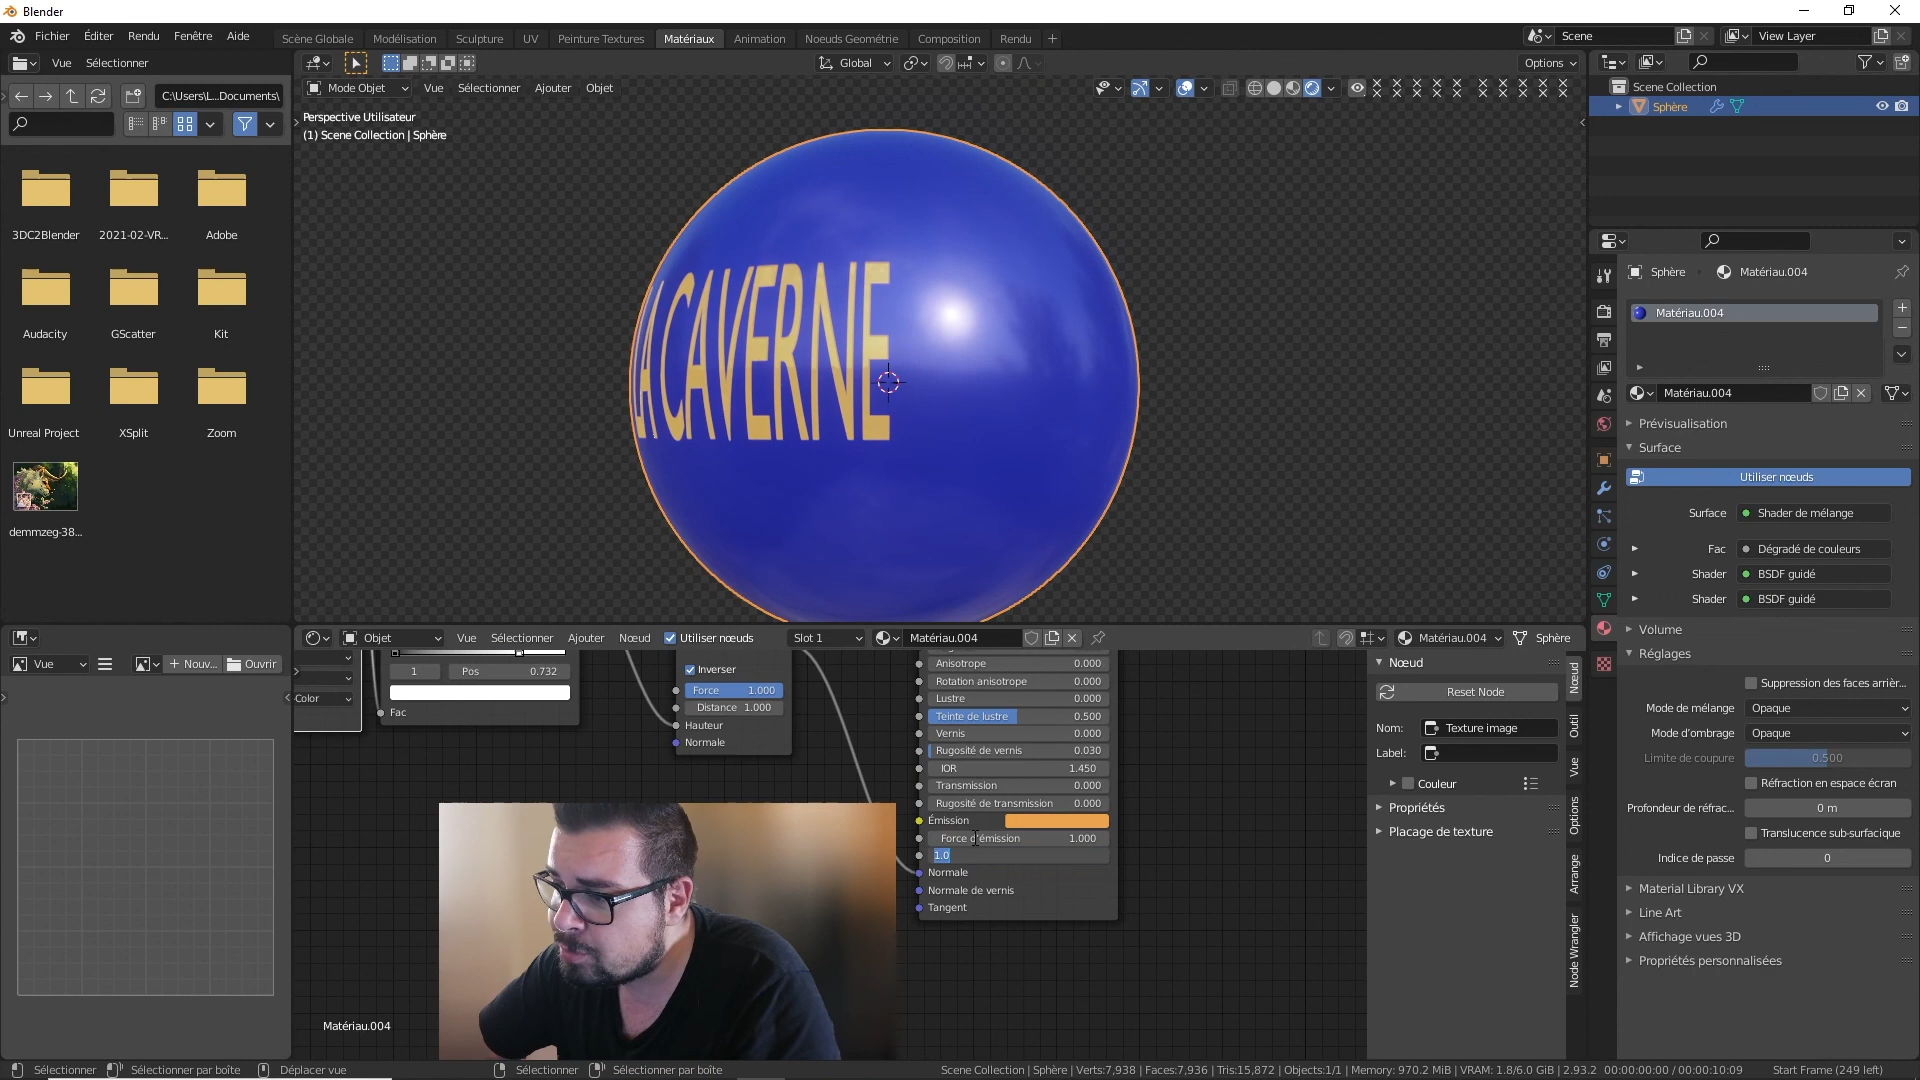 Blender
Fichier Éditer Rendu Fenêtre Aide
Scène Globale Modélisation Sculpture UV Peinture Textures Matériaux Animation Noeuds Geométrie Composition Rendu +
Scene View Layer
Vue Sélectionner
Global Options
C:\Users\L...Documents\
Mode Objet Vue Sélectionner Ajouter Objet
Scene Collection
Sphère
Perspective Utilisateur
(1) Scene Collection | Sphère
3DC2Blender 2021-02-VR... Adobe
Audacity GScatter Kit
Unreal Project XSplit Zoom
demmzeg-38...
LA CAVERNE
Sphère Matériau.004
Matériau.004
Matériau.004
Prévisualisation
Surface
Utiliser nœuds
Surface Shader de mélange
Fac Dégradé de couleurs
Shader BSDF guidé
Shader BSDF guidé
Volume
Réglages
Suppression des faces arrièr...
Mode de mélange Opaque
Mode d'ombrage Opaque
Limite de coupure 0.500
Réfraction en espace écran
Profondeur de réfrac... 0 m
Translucence sub-surfacique
Indice de passe 0
Material Library VX
Line Art
Affichage vues 3D
Propriétés personnalisées
Vue Nouv... Ouvrir
Objet Vue Sélectionner Ajouter Nœud Utiliser nœuds Slot 1 Matériau.004 Matériau.004 Sphère
Color
1 Pos 0.732
Fac
Inverser
Force 1.000
Distance 1.000
Hauteur
Normale
Anisotrope 0.000
Rotation anisotrope 0.000
Lustre 0.000
Teinte de lustre 0.500
Vernis 0.000
Rugosité de vernis 0.030
IOR 1.450
Transmission 0.000
Rugosité de transmission 0.000
Émission
Force d'émission 1.000
1.0
Normale
Normale de vernis
Tangent
Nœud
Reset Node
Nom: Texture image
Label:
Couleur
Propriétés
Placage de texture
Nœud
Outil
Vue
Options
Arrange
Node Wrangler
Matériau.004
Sélectionner Sélectionner par boîte Déplacer vue Sélectionner Sélectionner par boîte
Scene Collection | Sphère | Verts:7,938 | Faces:7,936 | Tris:15,872 | Objects:1/1 | Memory: 970.2 MiB | VRAM: 1.8/6.0 GiB | 2.93.2 00:00:00:00 / 00:00:10:09 Start Frame (249 left)